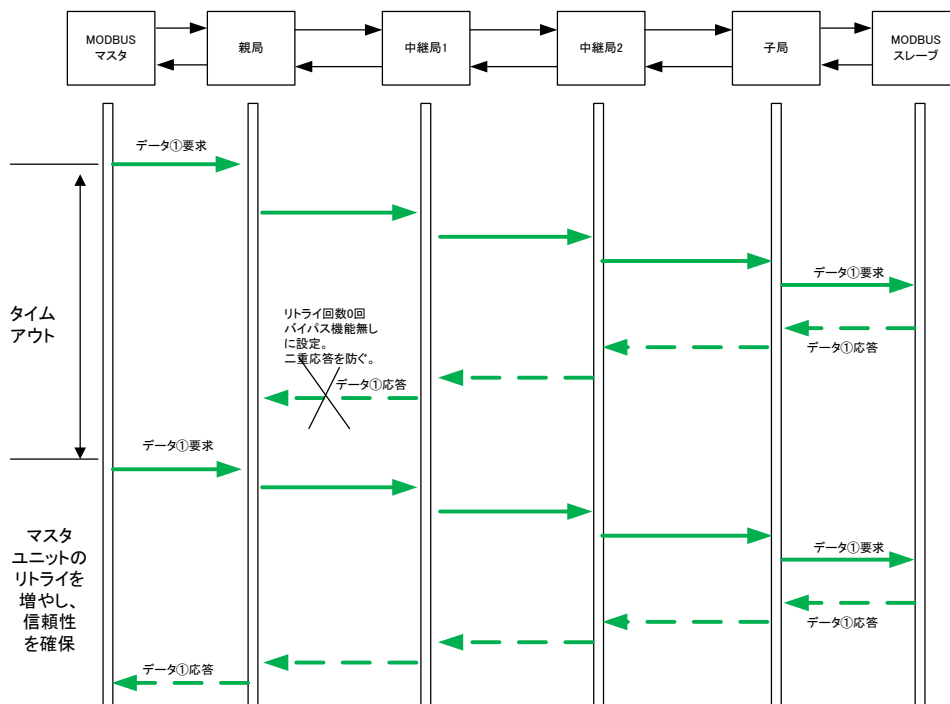 MODBUS
マスタ
親局
中継局1
中継局2
子局
MODBUS
スレーブ
データ①要求
データ①要求
タイム
アウト
リトライ回数0回
バイパス機能無し
に設定。
二重応答を防ぐ。
データ①応答
データ①応答
データ①要求
マスタ
ユニットの
リトライを
増やし、
信頼性
を確保
データ①要求
データ①応答
データ①応答